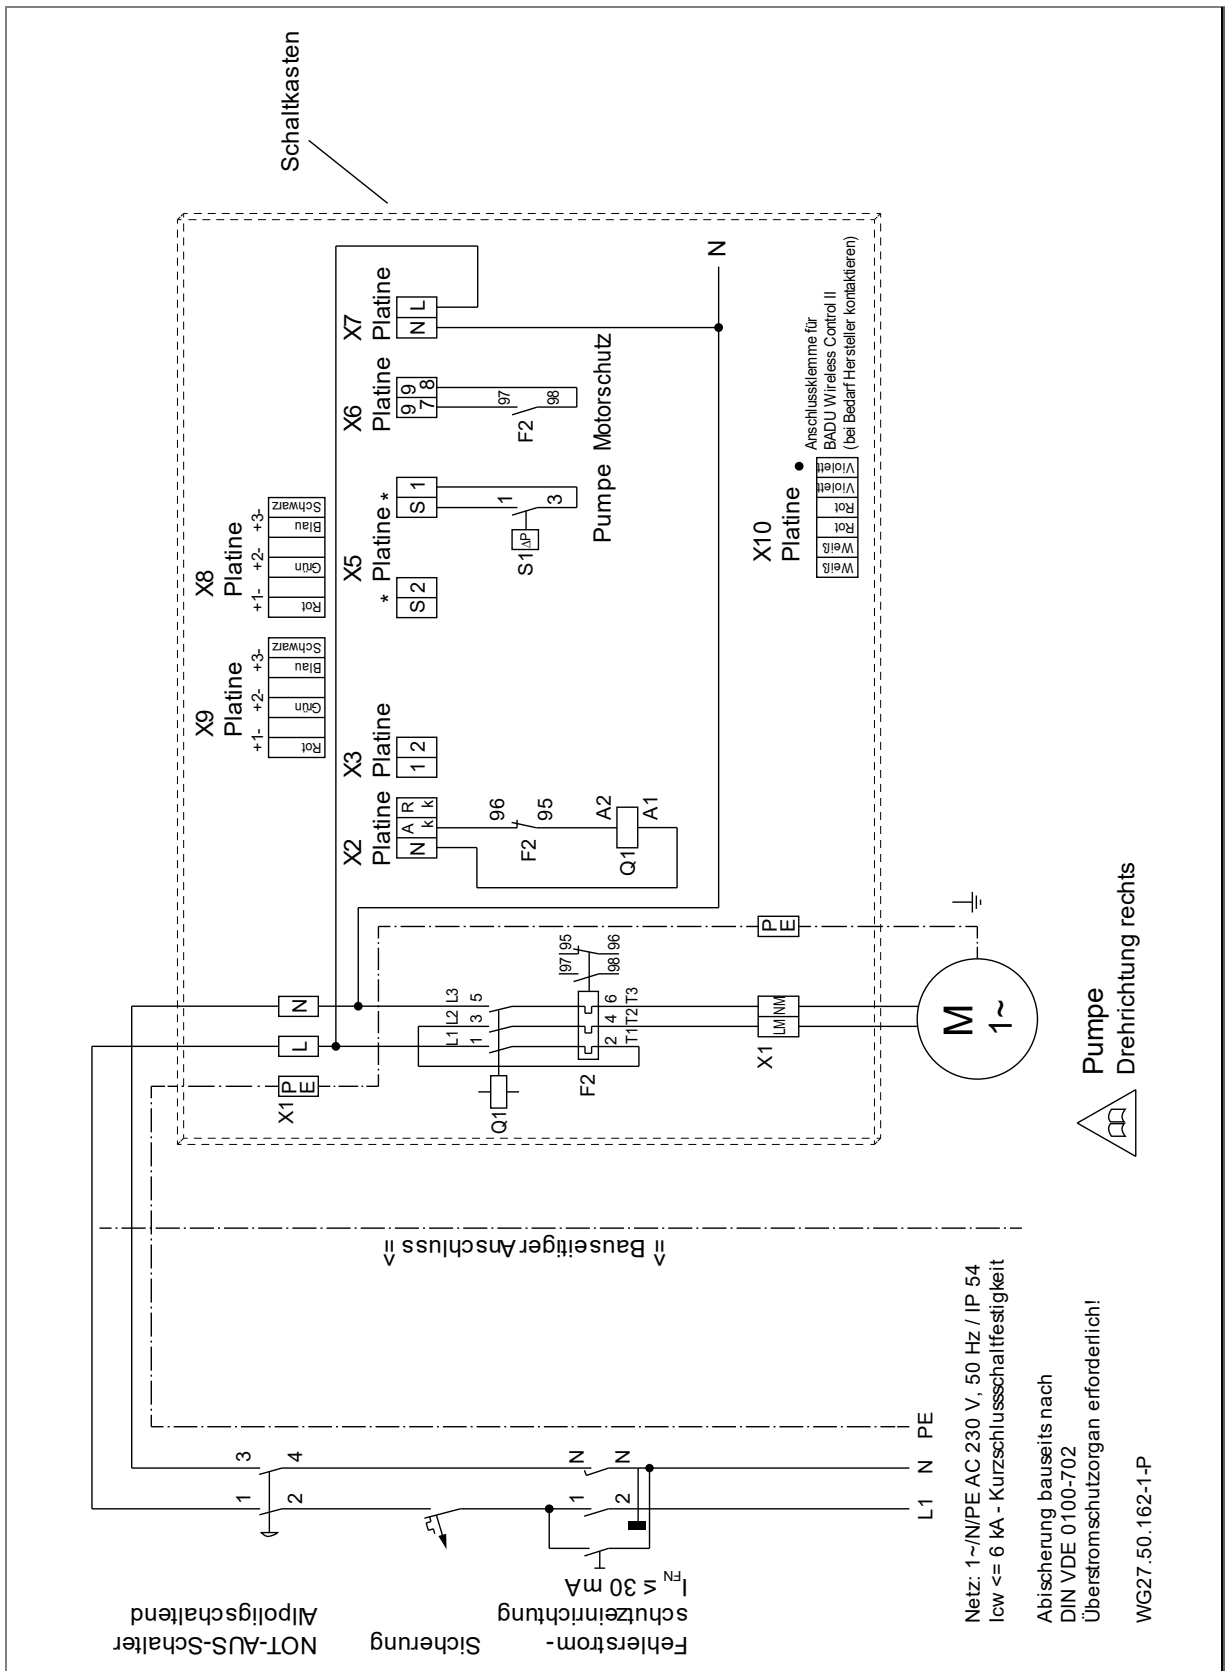 Schaltkasten
X9
Platine
+1- +2- +3-
Rot
Grün
Blau
Schwarz
X8
Platine
+1- +2- +3-
Rot
Grün
Blau
Schwarz
X2
Platine
N
A k
R k
X3
Platine
1 2
X5
* Platine *
S 2
S 1
X6
Platine
9 7
9 8
X7
Platine
N L
96
F2
95
A2
Q1
A1
1
S1 ΔP
3
97
F2
98
Pumpe Motorschutz
N
X1
PE
L
N
L1 L2 L3
1 3 5
Q1
F2
97 95
98 96
2 4 6
T1 T2 T3
X1
LM NM
PE
M
1~
Pumpe
Drehrichtung rechts
X10
Platine
Weiß
Weiß
Rot
Rot
Violett
Violett
Anschlussklemme für
BADU Wireless Control II
(bei Bedarf Hersteller kontaktieren)
=> Bauseitiger Anschluss =>
NOT-AUS-Schalter
Allpoligschaltend
1 3
2 4
Sicherung
Fehlerstrom-
schutzeinrichtung
I FN ≤ 30 mA
1 N
2 N
L1 N PE
Netz: 1~/N/PE AC 230 V, 50 Hz / IP 54
Icw <= 6 kA - Kurzschlussschaltfestigkeit
Abischerung bauseits nach
DIN VDE 0100-702
Überstromschutzorgan erforderlich!
WG27.50.162-1-P